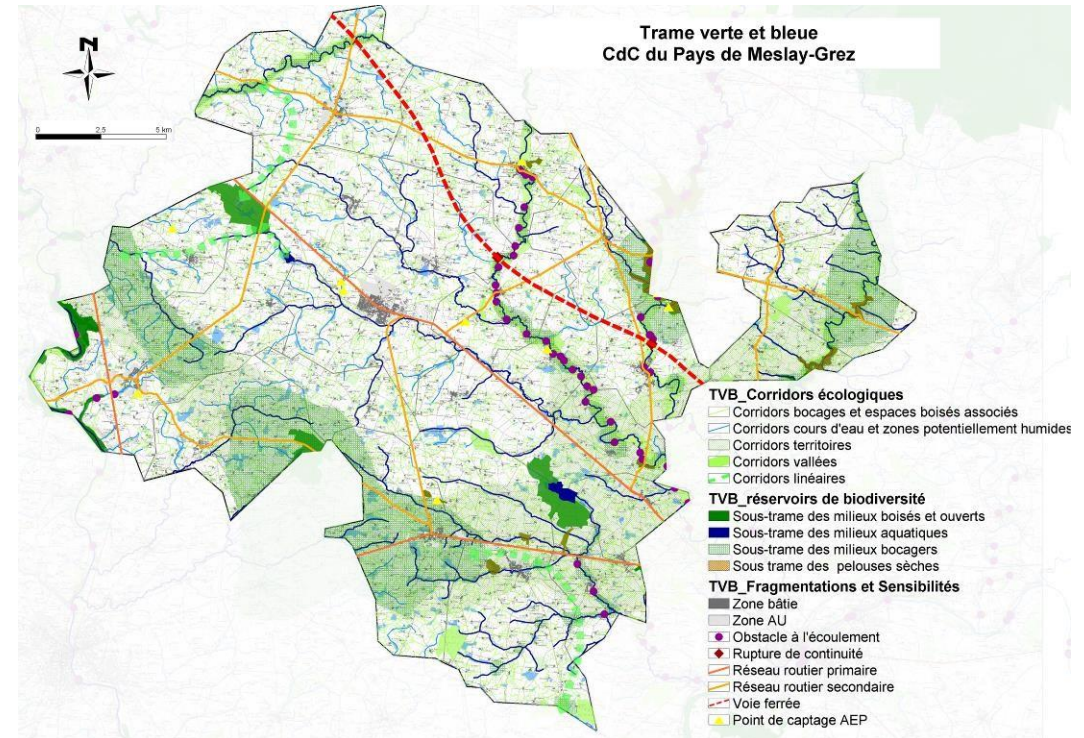 Trame verte et bleue
CdC du Pays de Meslay-Grez
N
0 2,5 5 km
TVB_Corridors écologiques
Corridors bocages et espaces boisés associés
Corridors cours d'eau et zones potentiellement humides
Corridors territoires
Corridors vallées
Corridors linéaires
TVB_réservoirs de biodiversité
Sous-trame des milieux boisés et ouverts
Sous-trame des milieux aquatiques
Sous-trame des milieux bocagers
Sous trame des pelouses sèches
TVB_Fragmentations et Sensibilités
Zone bâtie
Zone AU
Obstacle à l'écoulement
Rupture de continuité
Réseau routier primaire
Réseau routier secondaire
Voie ferrée
Point de captage AEP